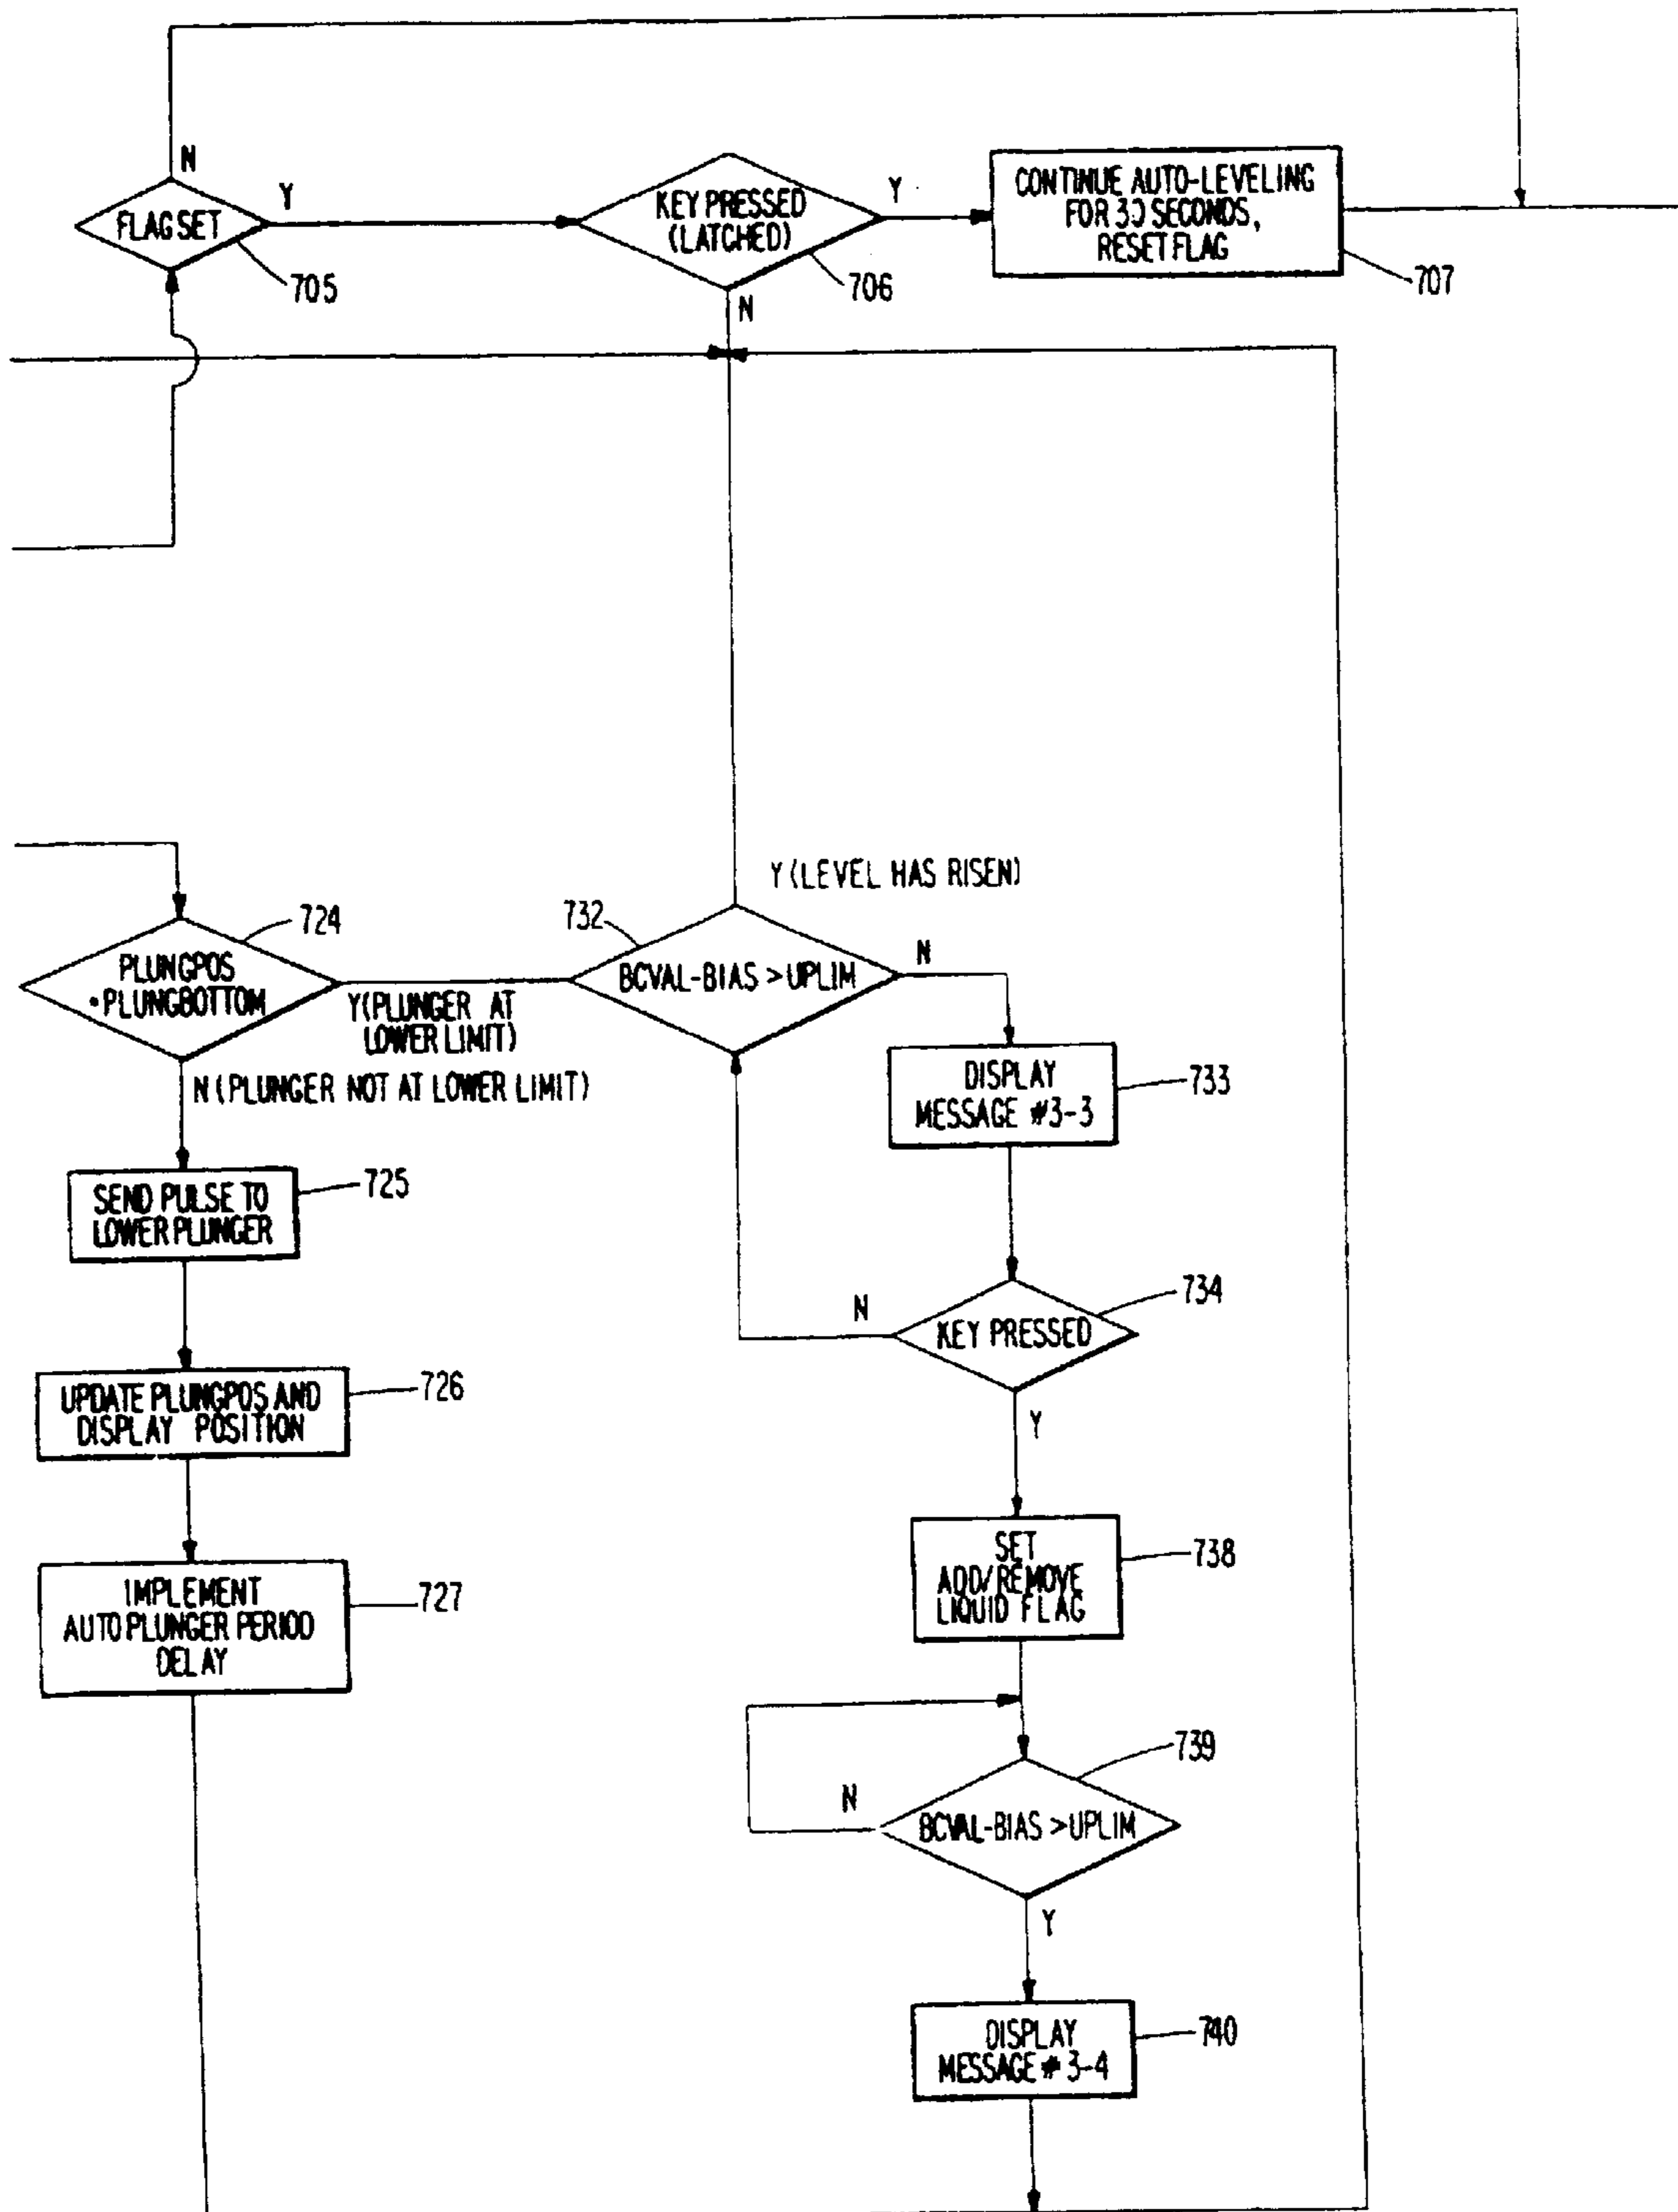 N
FLAG SET
Y
705
KEY PRESSED
(LATCHED)
Y
706
N
CONTINUE AUTO-LEVELING
FOR 30 SECONDS,
RESET FLAG
707
724
PLUNGPOS
=PLUNGBOTTOM
Y(PLUNGER AT
LOWER LIMIT)
N (PLUNGER NOT AT LOWER LIMIT)
Y (LEVEL HAS RISEN)
732
BCVAL-BIAS >UPLIM
N
DISPLAY
MESSAGE #3-3
733
SEND PULSE TO
LOWER PLUNGER
725
N
KEY PRESSED
734
Y
UPDATE PLUNGPOS AND
DISPLAY POSITION
726
SET
ADD/REMOVE
LIQUID FLAG
738
IMPLEMENT
AUTO PLUNGER PERIOD
DELAY
727
739
N
BCVAL-BIAS >UPLIM
Y
DISPLAY
MESSAGE # 3-4
740